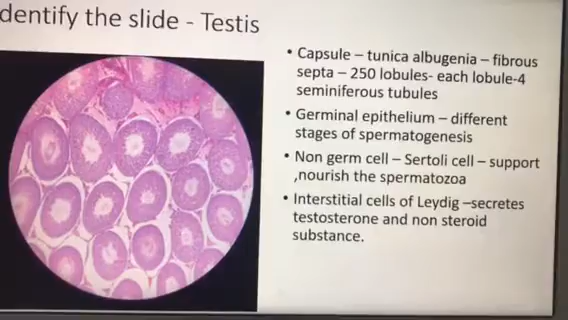 dentify the slide - Testis
• Capsule – tunica albugenia – fibrous
septa – 250 lobules- each lobule-4
seminiferous tubules
• Germinal epithelium – different
stages of spermatogenesis
• Non germ cell – Sertoli cell – support
,nourish the spermatozoa
• Interstitial cells of Leydig –secretes
testosterone and non steroid
substance.